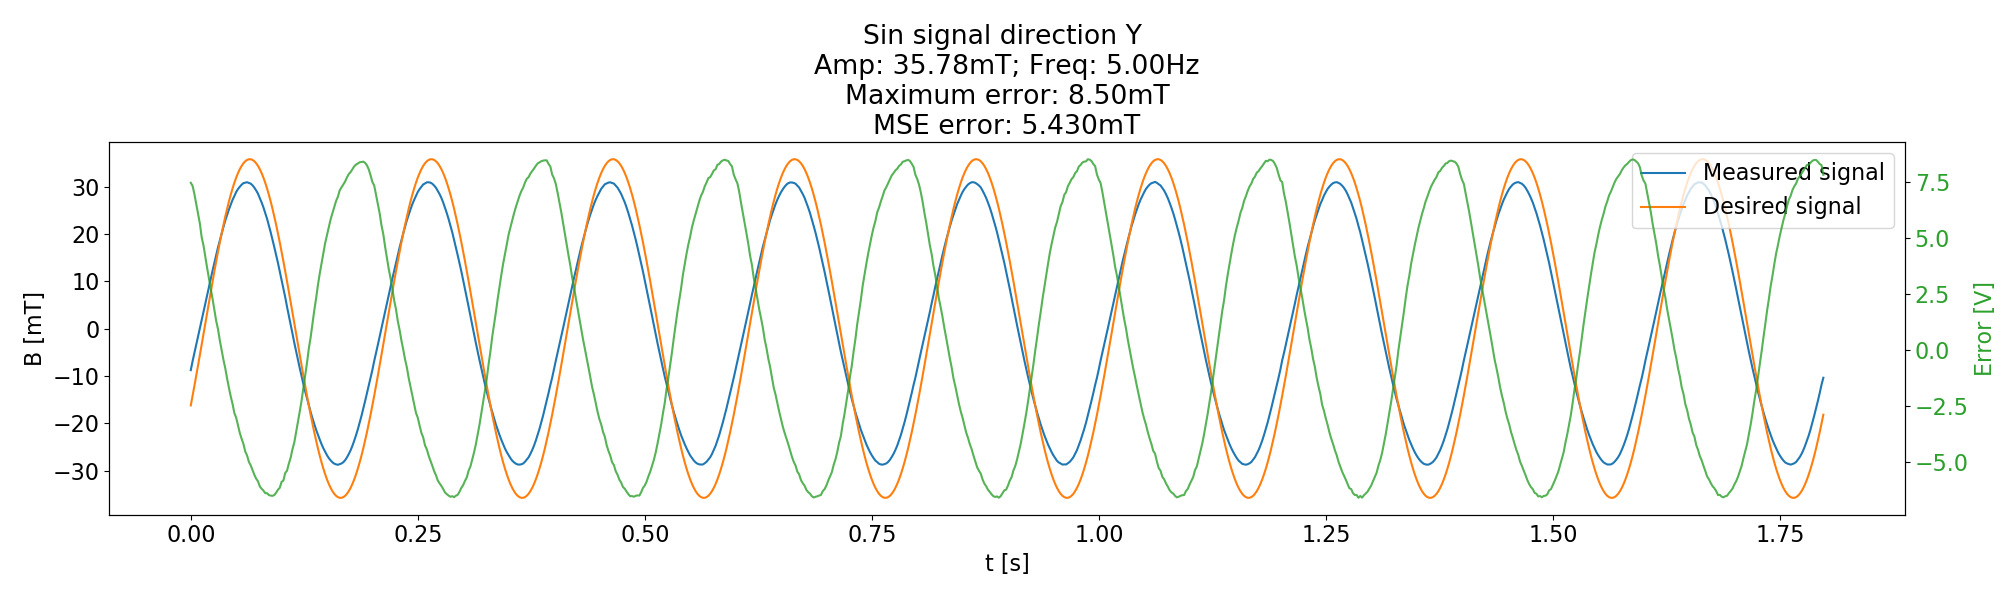 Sin signal direction Y
Amp: 35.78mT; Freq: 5.00Hz
Maximum error: 8.50mT
MSE error: 5.430mT
Measured signal
Desired signal
B [mT]
30
20
10
0
−10
−20
−30
7.5
5.0
2.5
0.0
−2.5
−5.0
Error [V]
0.00 0.25 0.50 0.75 1.00 1.25 1.50 1.75
t [s]